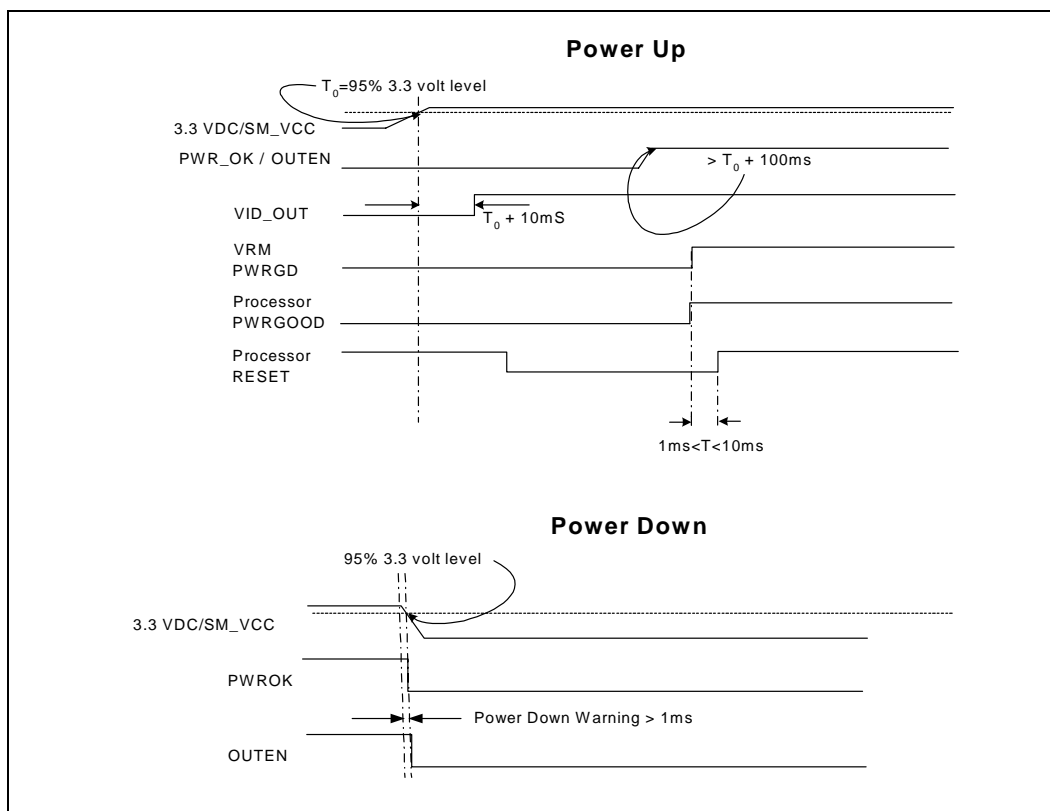 Power Up
T0=95% 3.3 volt level
3.3 VDC/SM_VCC
PWR_OK / OUTEN
> T0 + 100ms
VID_OUT
T0 + 10mS
VRM
PWRGD
Processor
PWRGOOD
Processor
RESET
1ms<T<10ms
Power Down
95% 3.3 volt level
3.3 VDC/SM_VCC
PWROK
Power Down Warning > 1ms
OUTEN